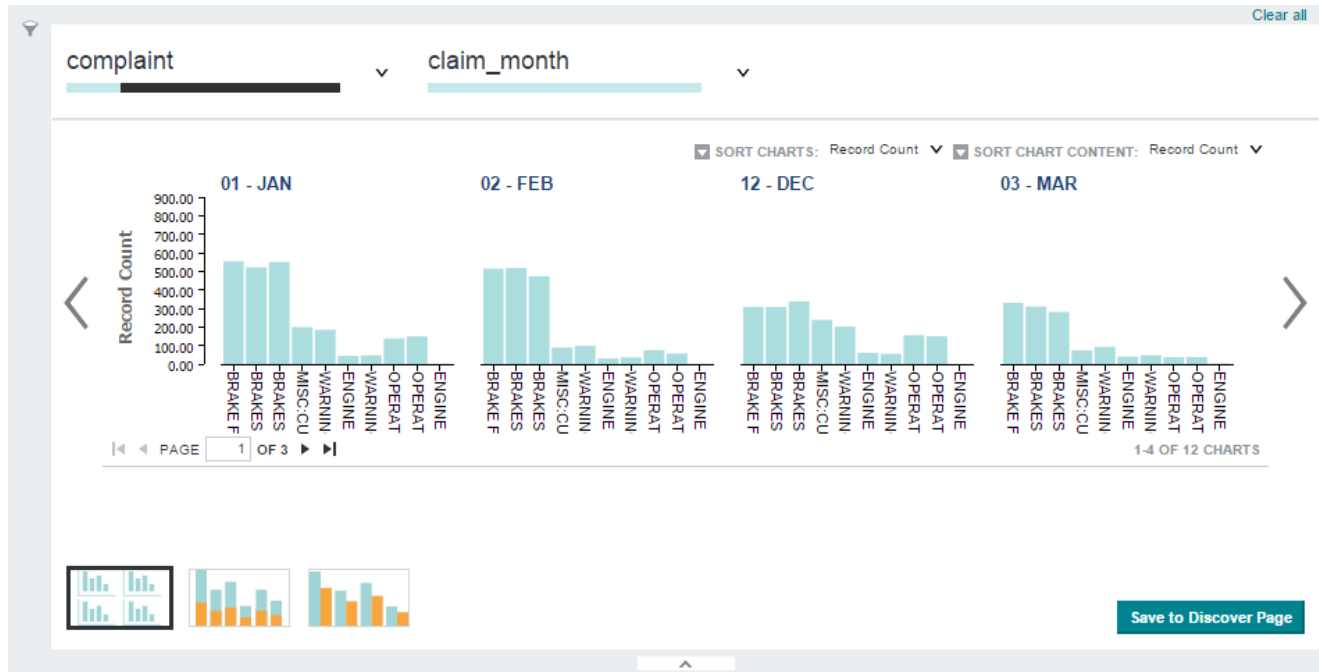 Clear all
complaint
claim_month
SORT CHARTS: Record Count
SORT CHART CONTENT: Record Count
01 - JAN
02 - FEB
12 - DEC
03 - MAR
Record Count
900.00
800.00
700.00
600.00
500.00
400.00
300.00
200.00
100.00
0.00
BRAKE F
BRAKES
BRAKES
MISC:CU
WARNIN
ENGINE
WARNIN
OPERAT
OPERAT
ENGINE
BRAKE F
BRAKES
BRAKES
MISC:CU
WARNIN
ENGINE
WARNIN
OPERAT
OPERAT
ENGINE
BRAKE F
BRAKES
BRAKES
MISC:CU
WARNIN
ENGINE
WARNIN
OPERAT
OPERAT
ENGINE
BRAKE F
BRAKES
BRAKES
MISC:CU
WARNIN
ENGINE
WARNIN
OPERAT
OPERAT
ENGINE
PAGE 1 OF 3
1-4 OF 12 CHARTS
Save to Discover Page